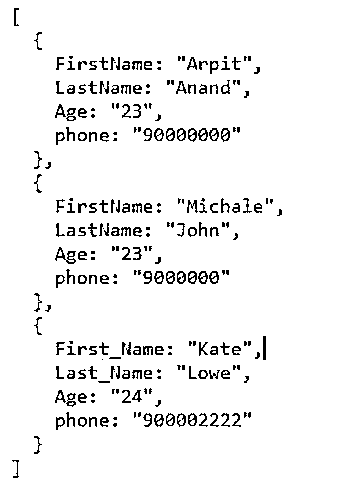 [
  {
    FirstName: "Arpit",
    LastName: "Anand",
    Age: "23",
    phone: "90000000"
  },
  {
    FirstName: "Michale",
    LastName: "John",
    Age: "23",
    phone: "9000000"
  },
  {
    First_Name: "Kate",
    Last_Name: "Lowe",
    Age: "24",
    phone: "900002222"
  }
]